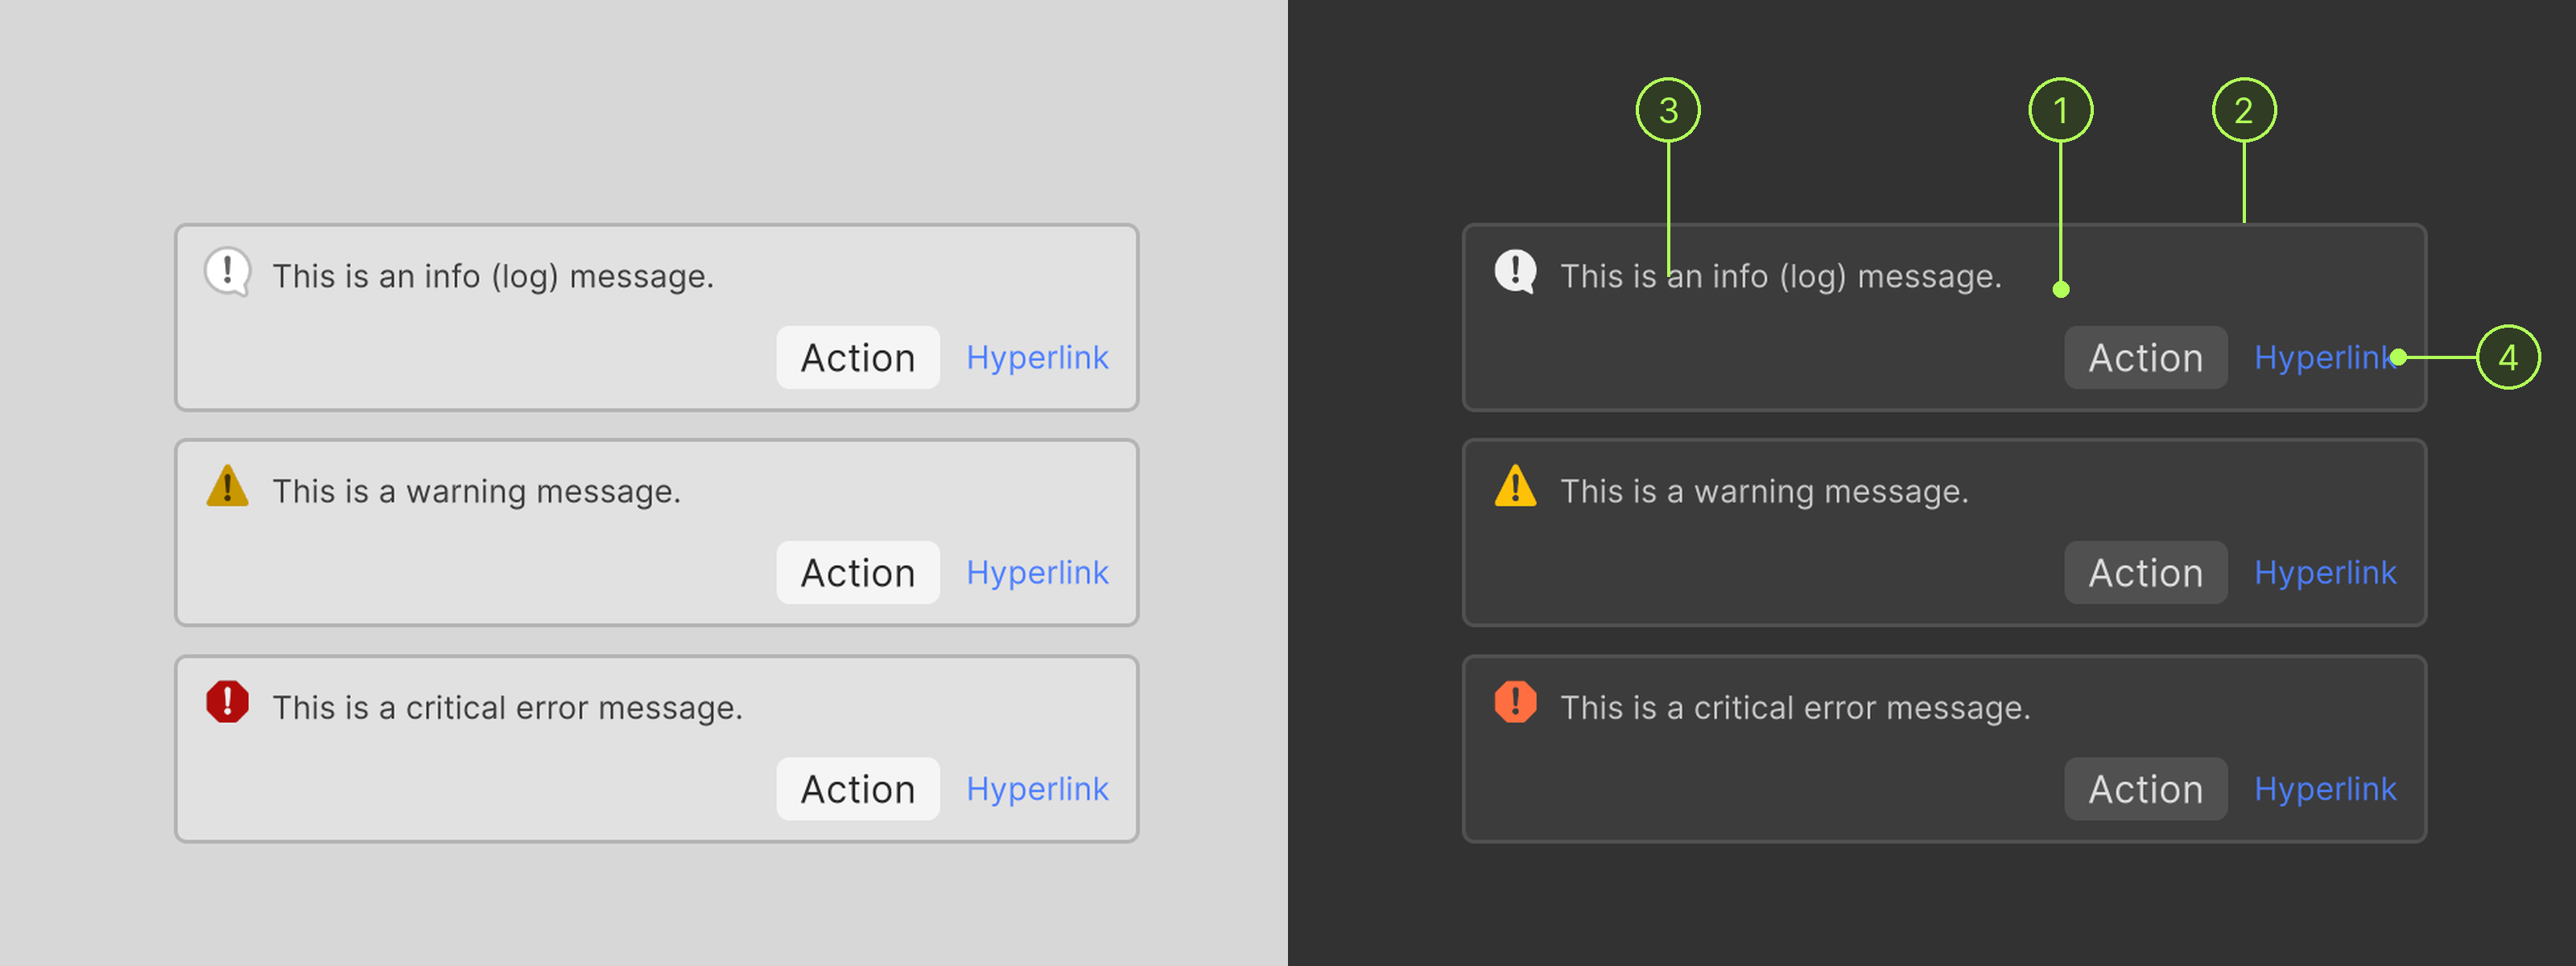 This is an info (log) message.
Action Hyperlink
This is a warning message.
Action Hyperlink
This is a critical error message.
Action Hyperlink
3 1 2
This is an info (log) message.
Action Hyperlink 4
This is a warning message.
Action Hyperlink
This is a critical error message.
Action Hyperlink